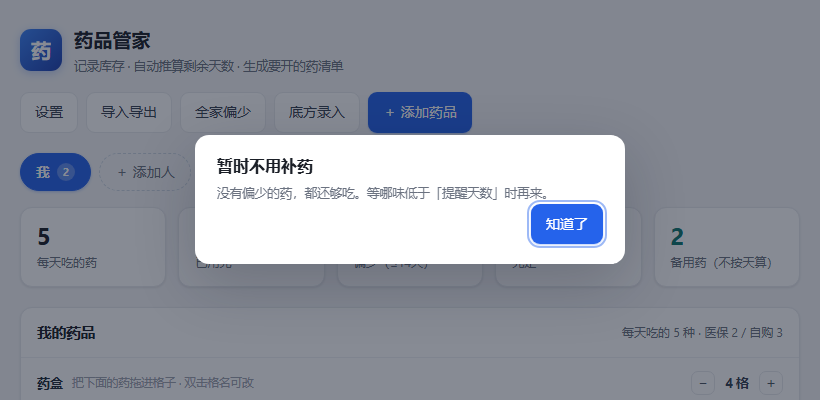 药
药品管家
记录库存 · 自动推算剩余天数 · 生成要开的药清单
设置
导入导出
全家偏少
底方录入
+ 添加药品
我 2
+ 添加人
暂时不用补药
没有偏少的药，都还够吃。等哪味低于「提醒天数」时再来。
知道了
5
每天吃的药
2
备用药（不按天算）
我的药品
每天吃的 5 种 · 医保 2 / 自购 3
药盒 把下面的药拖进格子 · 双击格名可改
− 4 格 +